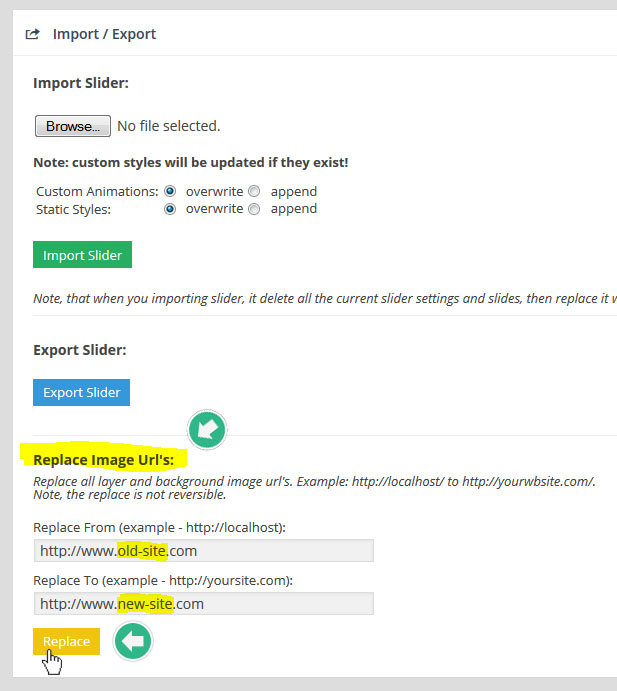 Import / Export
Import Slider:
Browse... No file selected.
Note: custom styles will be updated if they exist!
Custom Animations: overwrite append
Static Styles: overwrite append
Import Slider
Note, that when you importing slider, it delete all the current slider settings and slides, then replace it
Export Slider:
Export Slider
Replace Image Url's:
Replace all layer and background image url's. Example: http://localhost/ to http://yourwbsite.com/.
Note, the replace is not reversible.
Replace From (example - http://localhost):
http://www.old-site.com
Replace To (example - http://yoursite.com):
http://www.new-site.com
Replace